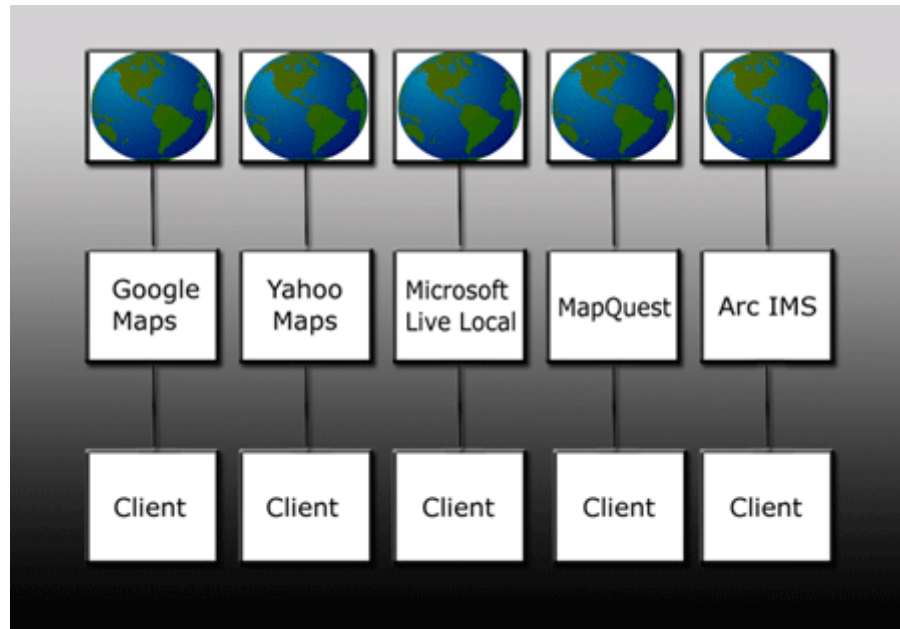 Google
Maps
Yahoo
Maps
Microsoft
Live Local
MapQuest
Arc IMS
Client
Client
Client
Client
Client